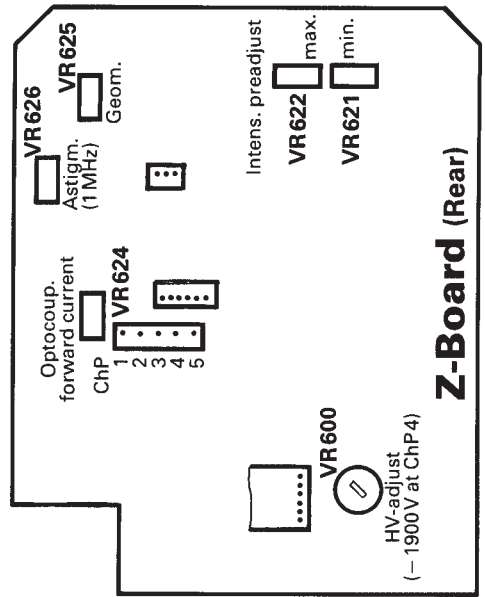 VR626
Astigm.
(1 MHz)
VR625
Geom.
Optocoup.
forward current
VR624
ChP
1
2
3
4
5
Intens. preadjust
VR622
max.
VR621
min.
VR600
HV-adjust
(–1900V at ChP4)
Z-Board (Rear)